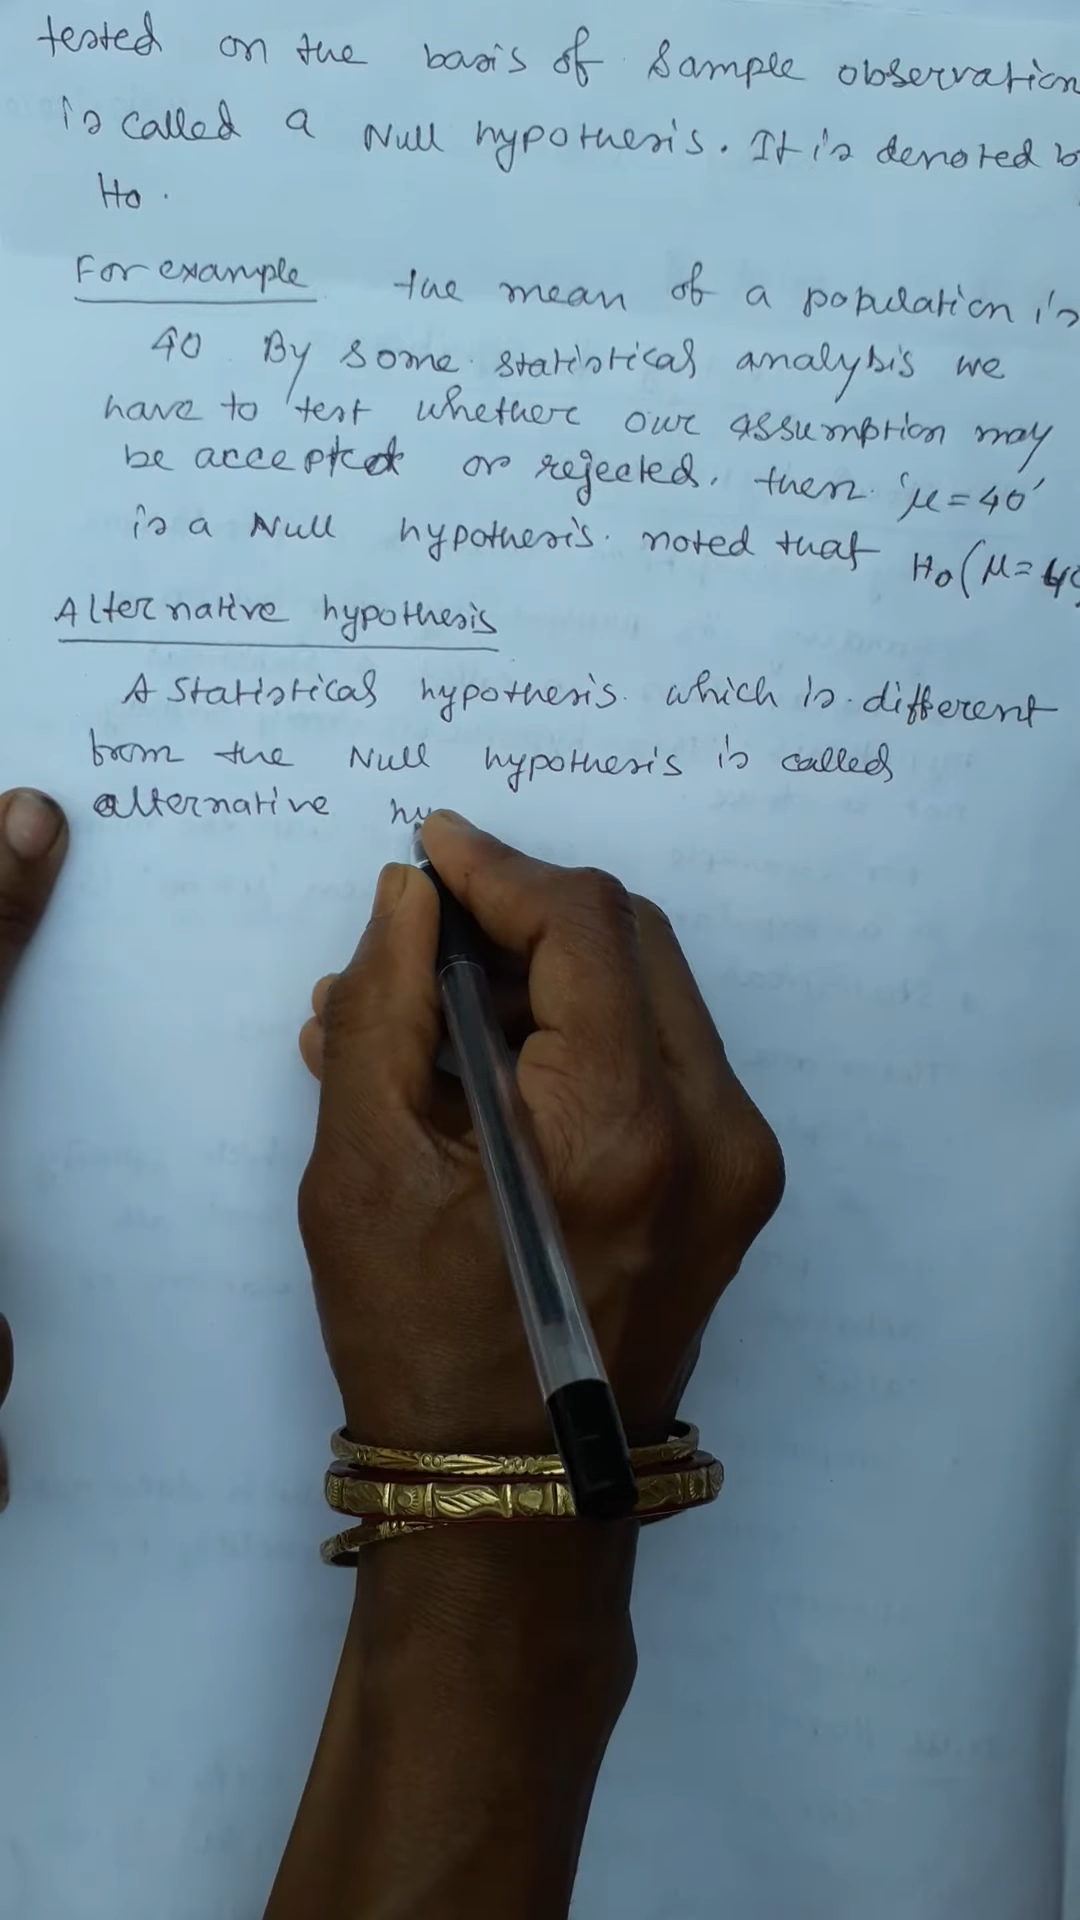 tested on the basis of sample observation
is called a Null hypothesis. It is denoted b
Ho.
For example the mean of a population is
40 By some statistical analysis we
have to test whether our assumption may
be accepted or rejected. then 'μ=40'
is a Null hypothesis. noted that Ho(μ=40
Alternative hypothesis
A Statistical hypothesis which is different
from the Null hypothesis is called
alternative hy